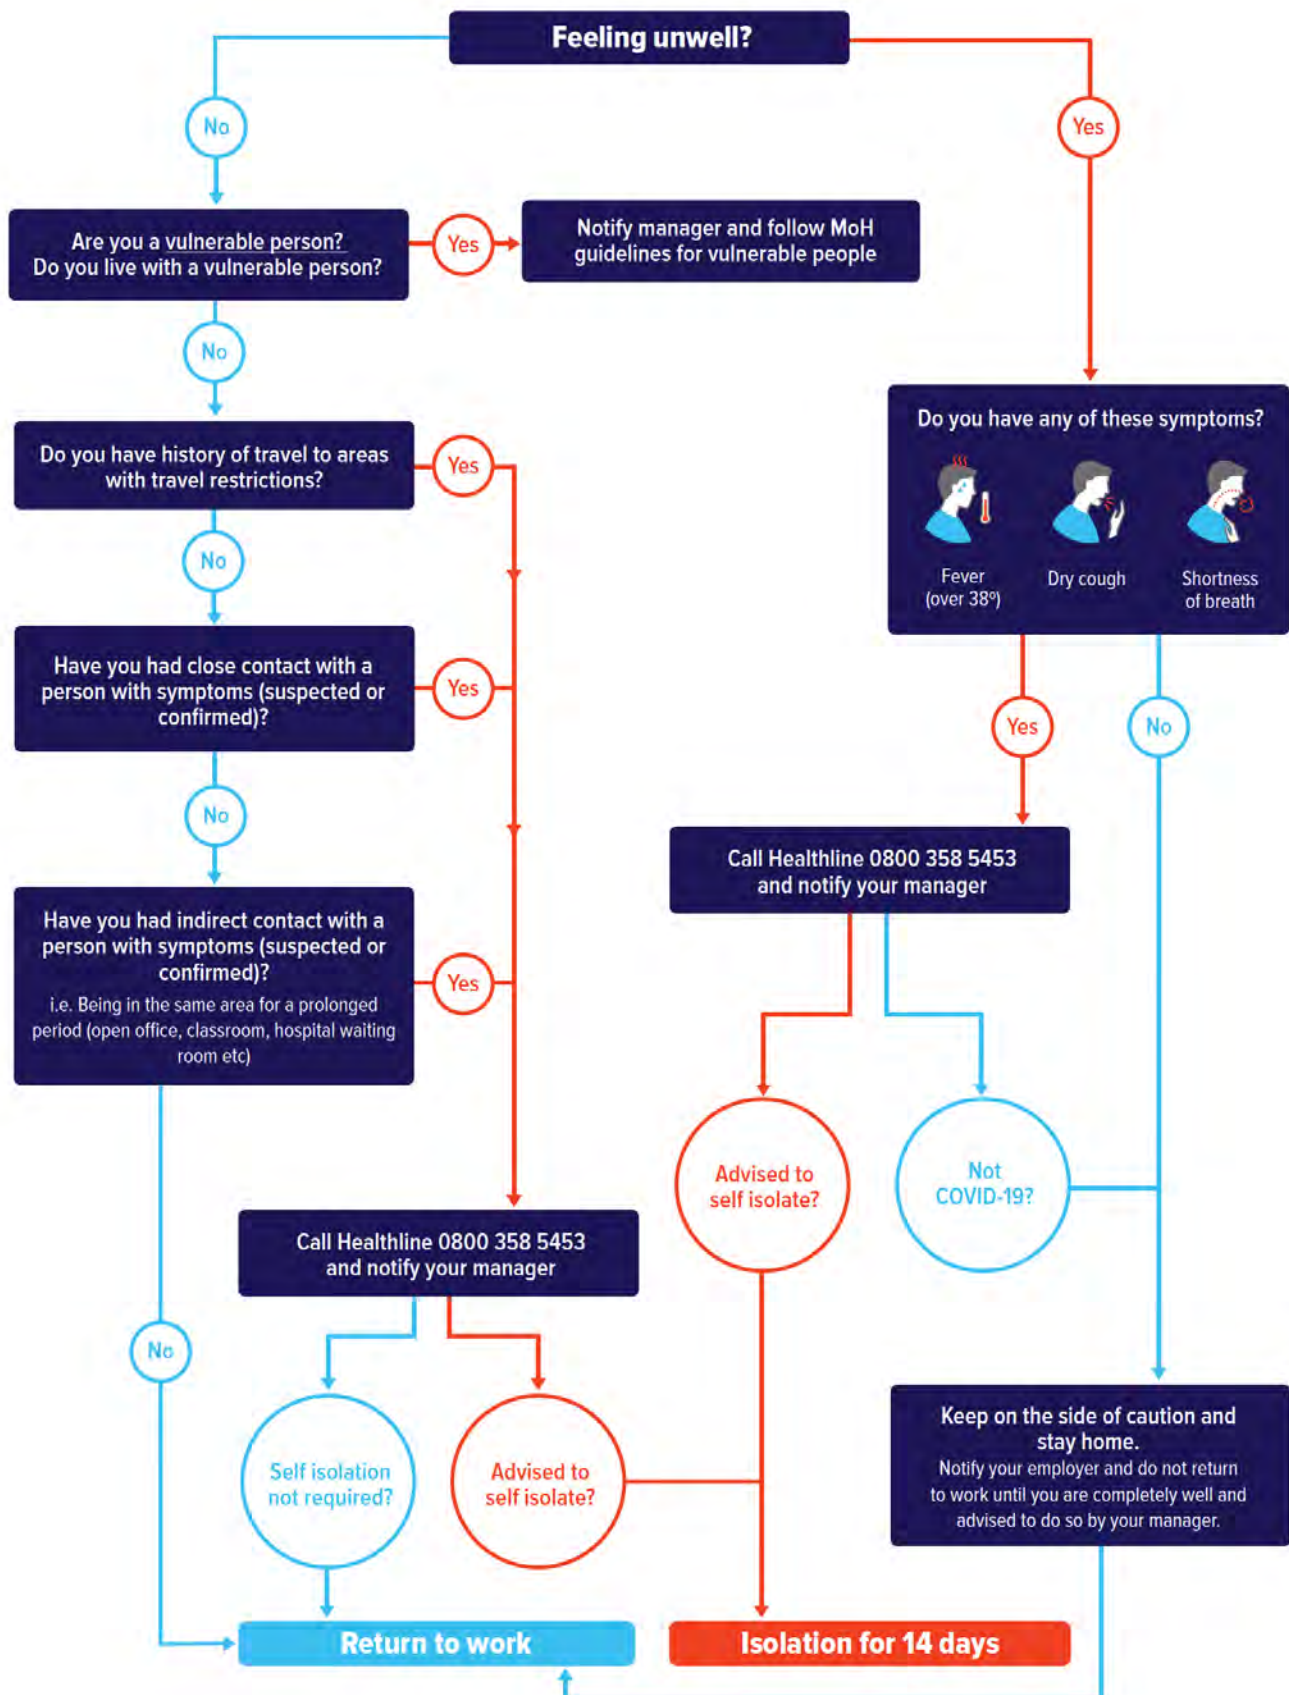 Feeling unwell?
No
Yes
Are you a vulnerable person?
Do you live with a vulnerable person?
Yes
Notify manager and follow MoH
guidelines for vulnerable people
No
Do you have history of travel to areas
with travel restrictions?
Yes
Do you have any of these symptoms?
Fever
(over 38º)
Dry cough
Shortness
of breath
No
Have you had close contact with a
person with symptoms (suspected or
confirmed)?
Yes
Yes
No
No
Call Healthline 0800 358 5453
and notify your manager
Have you had indirect contact with a
person with symptoms (suspected or
confirmed)?
i.e. Being in the same area for a prolonged
period (open office, classroom, hospital waiting
room etc)
Yes
Advised to
self isolate?
Not
COVID-19?
Call Healthline 0800 358 5453
and notify your manager
No
Self isolation
not required?
Advised to
self isolate?
Keep on the side of caution and
stay home.
Notify your employer and do not return
to work until you are completely well and
advised to do so by your manager.
Return to work
Isolation for 14 days